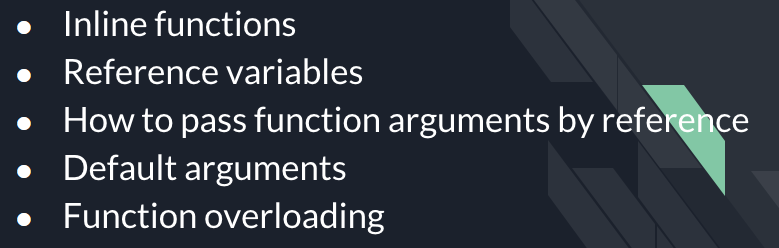 ● Inline functions
● Reference variables
● How to pass function arguments by reference
● Default arguments
● Function overloading